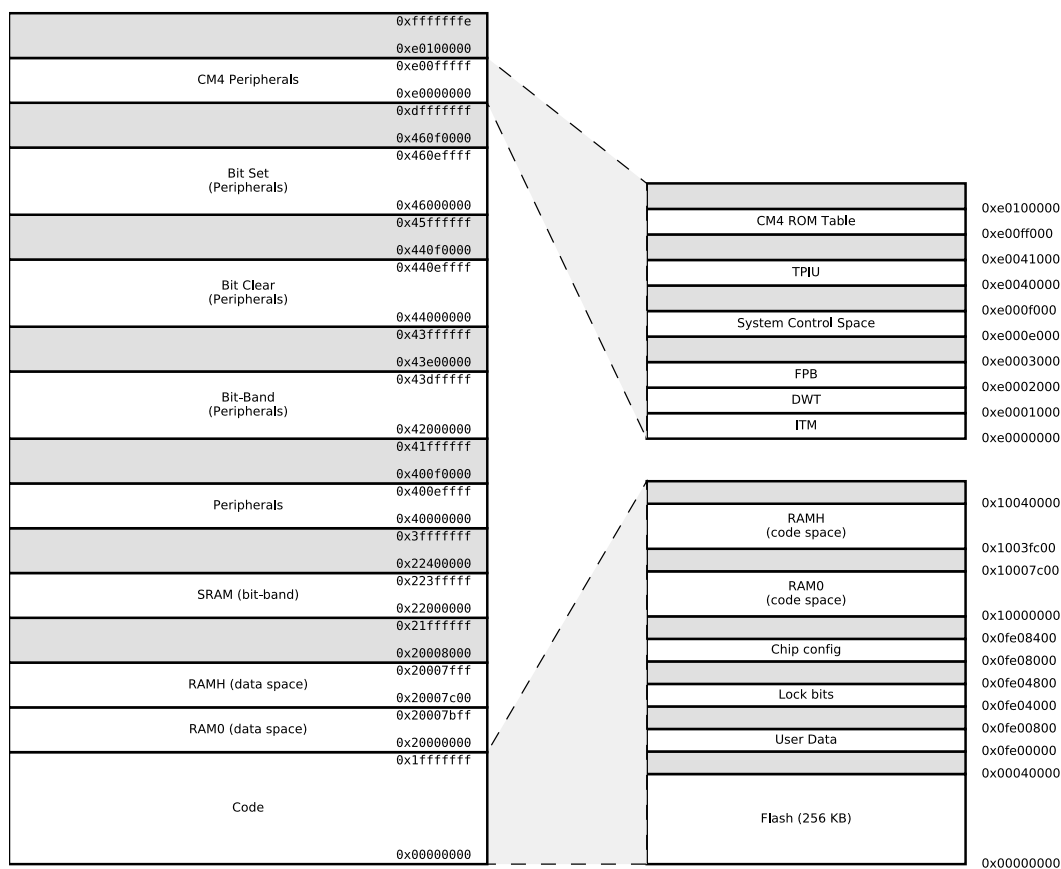 0xfffffffe
0xe0100000
0xe00fffff
CM4 Peripherals
0xe0000000
0xdfffffff
0x460f0000
0x460effff
Bit Set
(Peripherals)
0x46000000
0x45ffffff
0x440f0000
0x440effff
Bit Clear
(Peripherals)
0x44000000
0x43ffffff
0x43e00000
0x43dfffff
Bit-Band
(Peripherals)
0x42000000
0x41ffffff
0x400f0000
0x400effff
Peripherals
0x40000000
0x3fffffff
0x22400000
0x223fffff
SRAM (bit-band)
0x22000000
0x21ffffff
0x20008000
0x20007fff
RAMH (data space)
0x20007c00
0x20007bff
RAM0 (data space)
0x20000000
0x1fffffff
Code
0x00000000
0xe0100000
CM4 ROM Table
0xe00ff000
0xe0041000
TPIU
0xe0040000
0xe000f000
System Control Space
0xe000e000
0xe0003000
FPB
0xe0002000
DWT
0xe0001000
ITM
0xe0000000
0x10040000
RAMH
(code space)
0x1003fc00
0x10007c00
RAM0
(code space)
0x10000000
0x0fe08400
Chip config
0x0fe08000
0x0fe04800
Lock bits
0x0fe04000
0x0fe00800
User Data
0x0fe00000
0x00040000
Flash (256 KB)
0x00000000